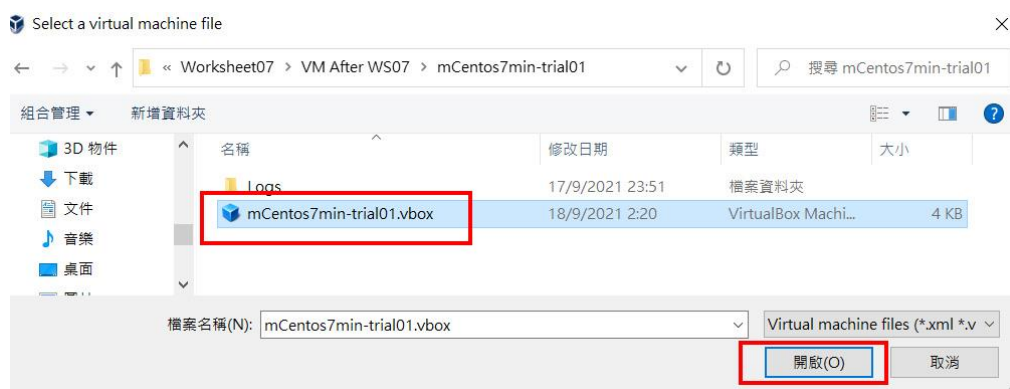 Select a virtual machine file
« Worksheet07 > VM After WS07 > mCentos7min-trial01
搜尋 mCentos7min-trial01
組合管理 新增資料夾
3D 物件
下載
文件
音樂
桌面
名稱 修改日期 類型 大小
Logs 17/9/2021 23:51 檔案資料夾
mCentos7min-trial01.vbox 18/9/2021 2:20 VirtualBox Machi... 4 KB
檔案名稱(N): mCentos7min-trial01.vbox Virtual machine files (*.xml *.v
開啟(O) 取消